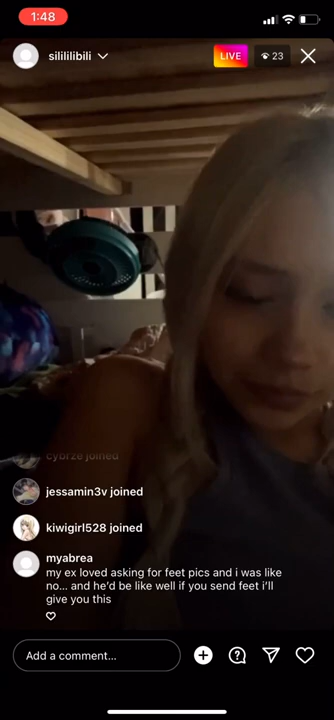 1:48
silililibili
LIVE
23
cybrze joined
jessamin3v joined
kiwigirl528 joined
myabrea
my ex loved asking for feet pics and i was like
no... and he'd be like well if you send feet i'll
give you this
Add a comment...